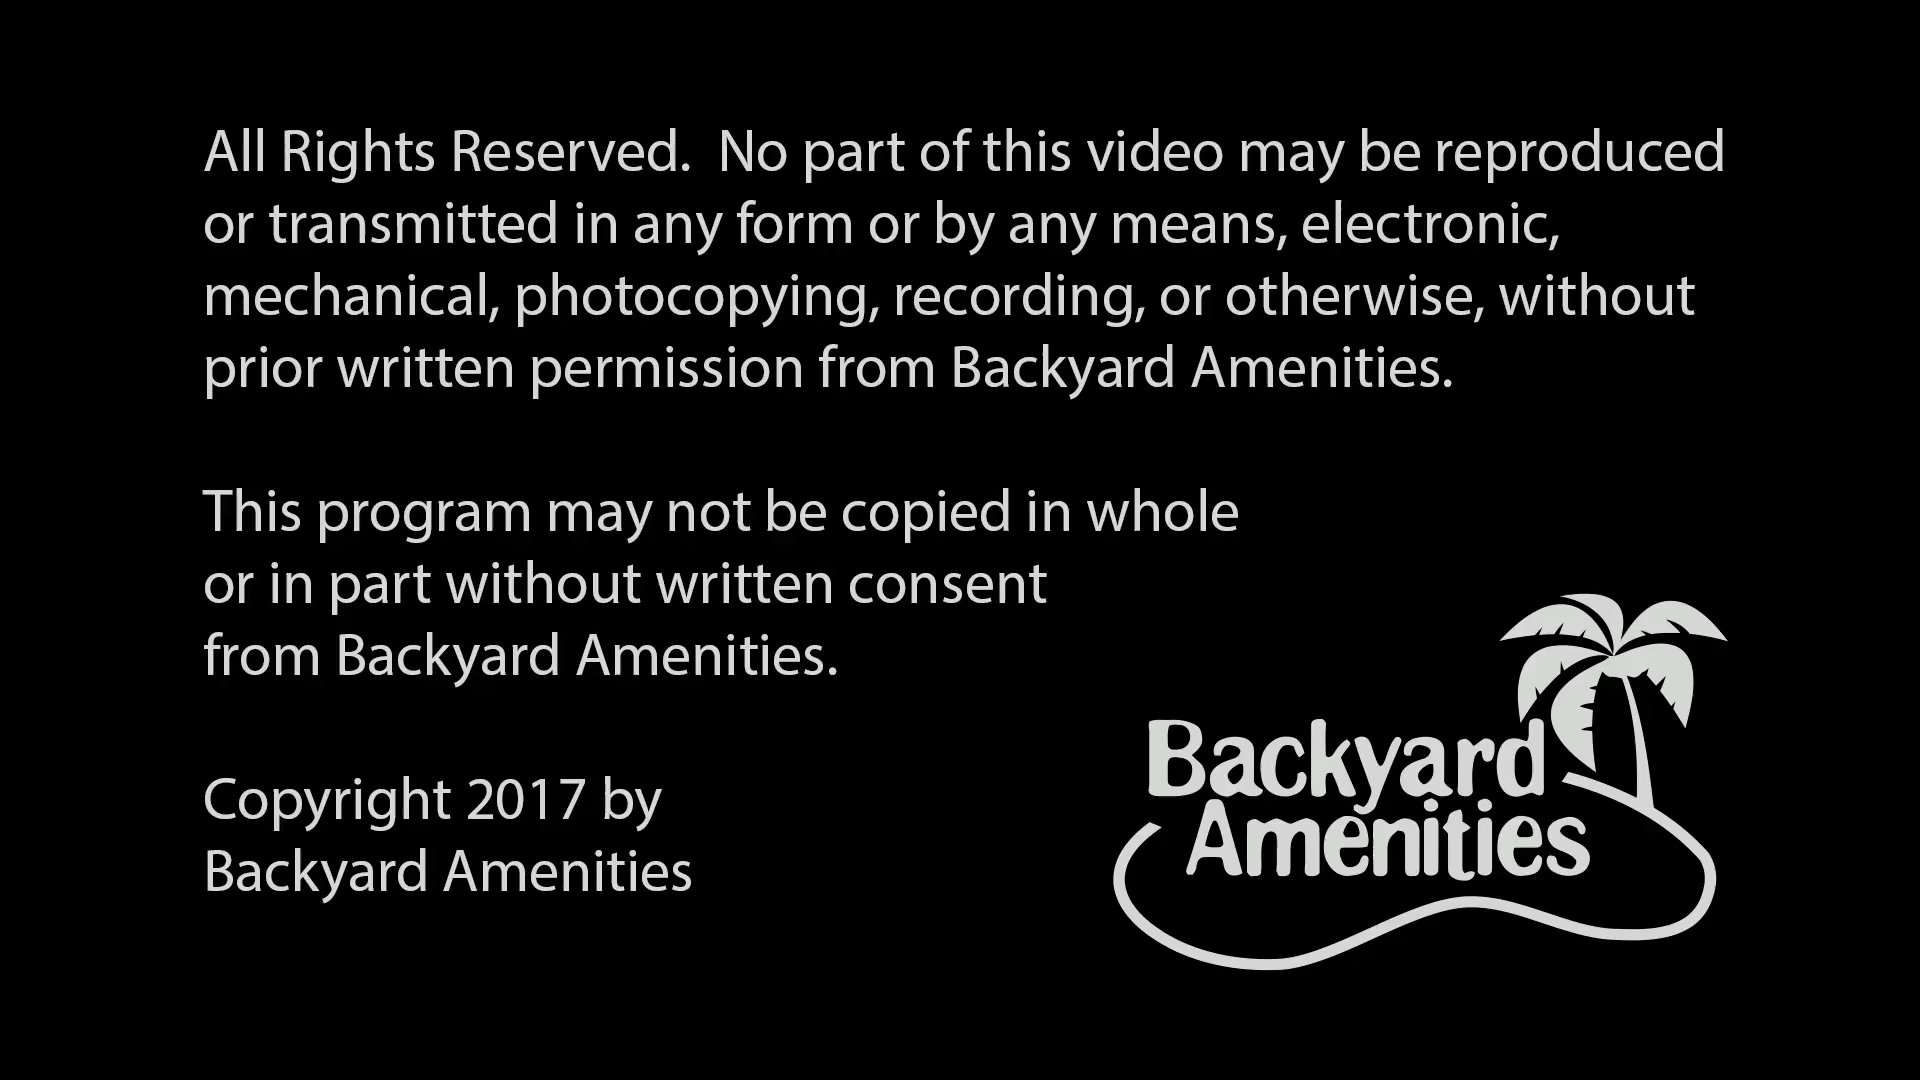 All Rights Reserved.  No part of this video may be reproduced
or transmitted in any form or by any means, electronic,
mechanical, photocopying, recording, or otherwise, without
prior written permission from Backyard Amenities.
This program may not be copied in whole
or in part without written consent
from Backyard Amenities.
Copyright 2017 by
Backyard Amenities
Backyard
Amenities